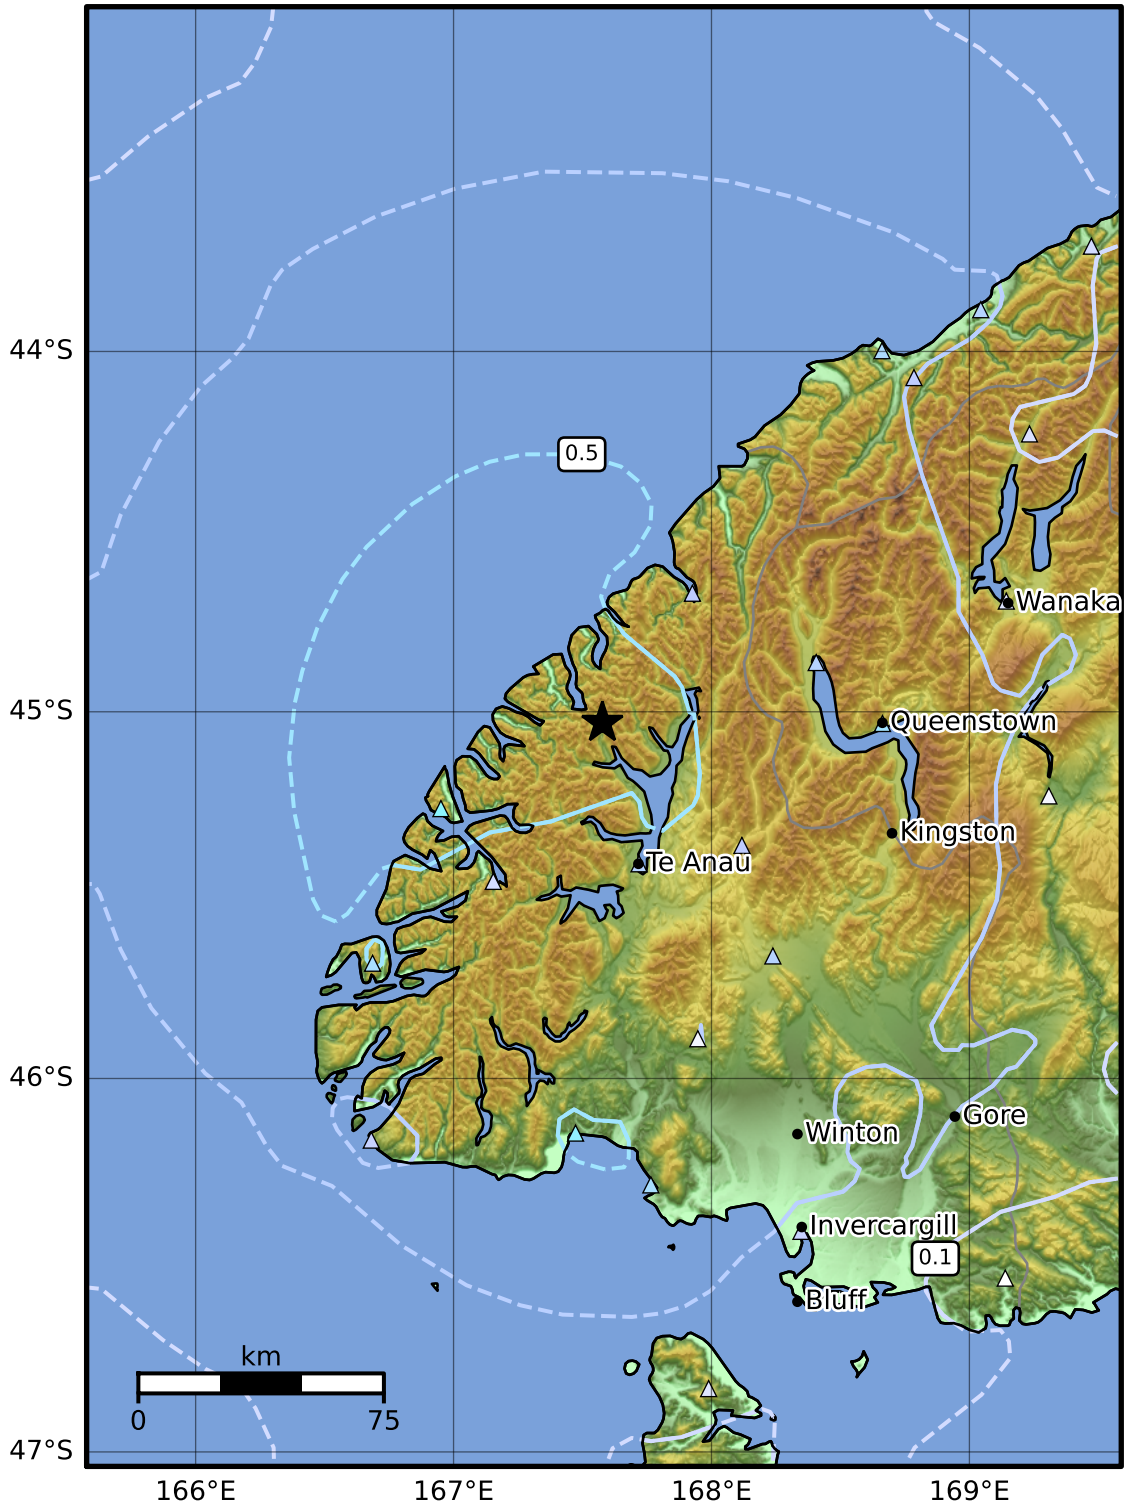 44°S
0.5
Wanaka
45°S
Queenstown
Kingston
Te Anau
46°S
Gore
Winton
Invercargill
0.1
Bluff
km
0 75
47°S
166°E 167°E 168°E 169°E